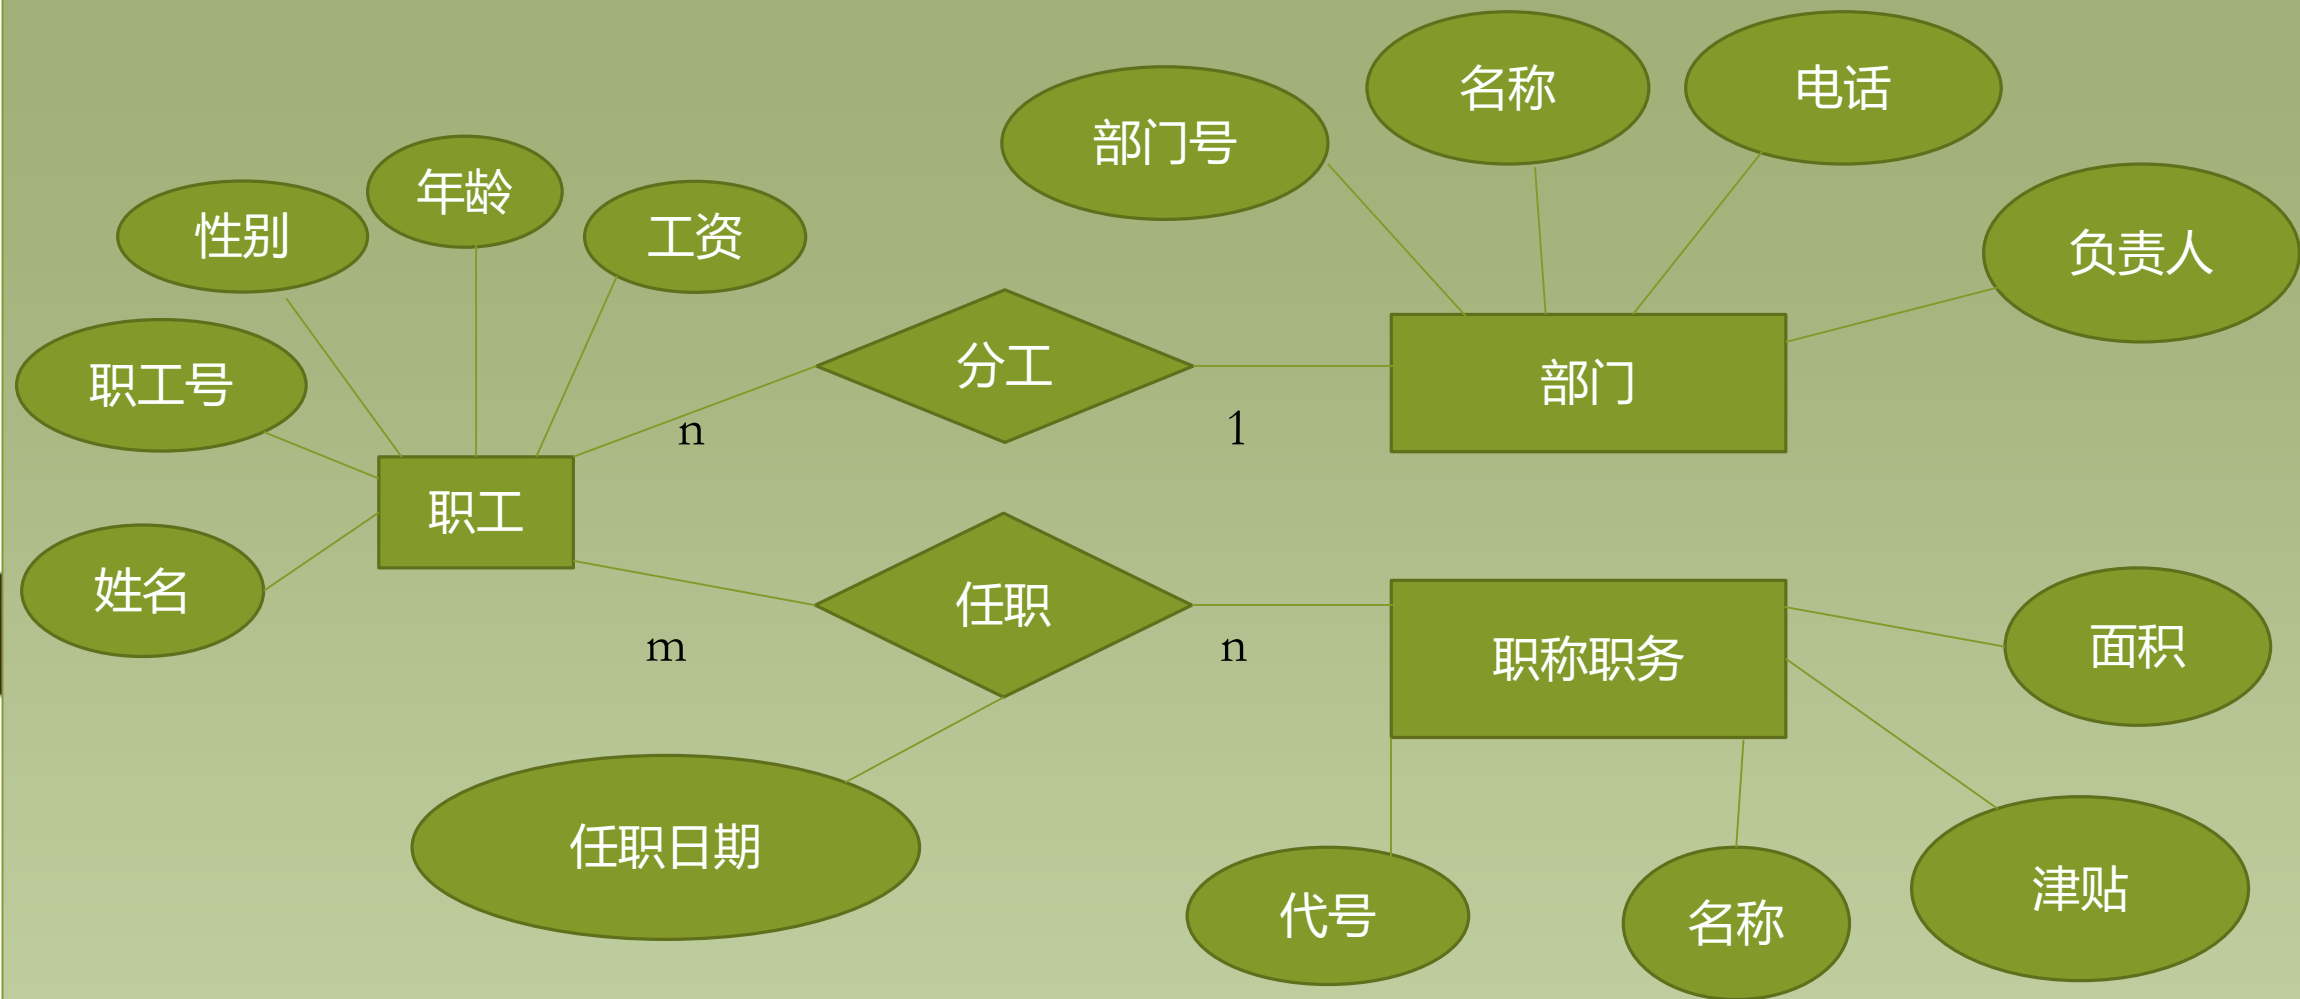 名称
电话
部门号
年龄
性别
工资
负责人
分工
部门
职工号
n
1
职工
姓名
任职
职称职务
面积
m
n
任职日期
代号
名称
津贴